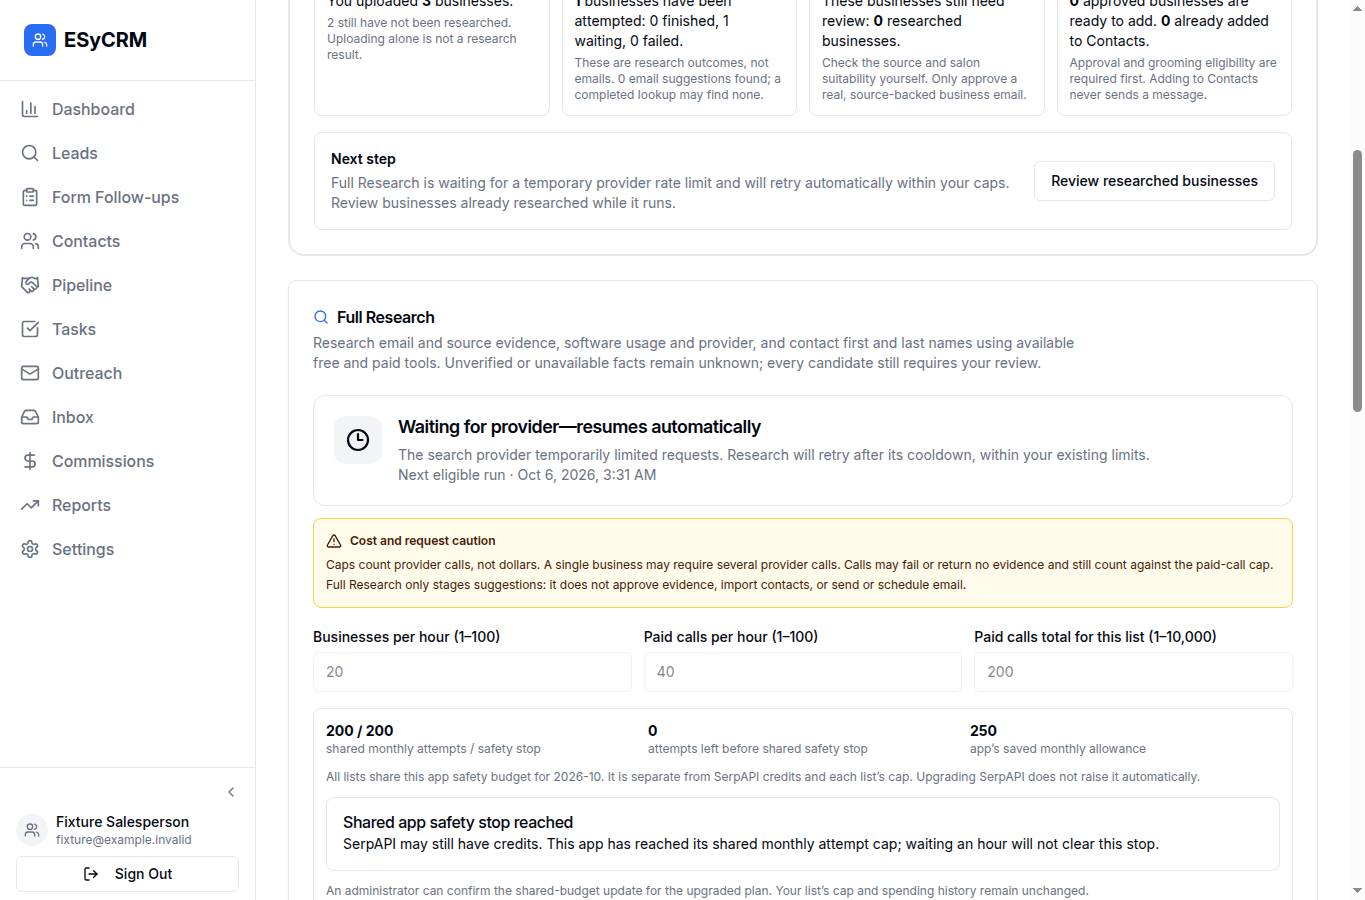 ESyCRM
Dashboard
Leads
Form Follow-ups
Contacts
Pipeline
Tasks
Outreach
Inbox
Commissions
Reports
Settings
Fixture Salesperson
fixture@example.invalid
Sign Out
You uploaded 3 businesses.
2 still have not been researched.
Uploading alone is not a research
result.
1 businesses have been
attempted: 0 finished, 1
waiting, 0 failed.
These are research outcomes, not
emails. 0 email suggestions found; a
completed lookup may find none.
These businesses still need
review: 0 researched
businesses.
Check the source and salon
suitability yourself. Only approve a
real, source-backed business email.
0 approved businesses are
ready to add. 0 already added
to Contacts.
Approval and grooming eligibility are
required first. Adding to Contacts
never sends a message.
Next step
Full Research is waiting for a temporary provider rate limit and will retry automatically within your caps.
Review businesses already researched while it runs.
Review researched businesses
Full Research
Research email and source evidence, software usage and provider, and contact first and last names using available
free and paid tools. Unverified or unavailable facts remain unknown; every candidate still requires your review.
Waiting for provider—resumes automatically
The search provider temporarily limited requests. Research will retry after its cooldown, within your existing limits.
Next eligible run · Oct 6, 2026, 3:31 AM
Cost and request caution
Caps count provider calls, not dollars. A single business may require several provider calls. Calls may fail or return no evidence and still count against the paid-call cap.
Full Research only stages suggestions: it does not approve evidence, import contacts, or send or schedule email.
Businesses per hour (1–100)
20
Paid calls per hour (1–100)
40
Paid calls total for this list (1–10,000)
200
200 / 200
shared monthly attempts / safety stop
0
attempts left before shared safety stop
250
app’s saved monthly allowance
All lists share this app safety budget for 2026-10. It is separate from SerpAPI credits and each list’s cap. Upgrading SerpAPI does not raise it automatically.
Shared app safety stop reached
SerpAPI may still have credits. This app has reached its shared monthly attempt cap; waiting an hour will not clear this stop.
An administrator can confirm the shared-budget update for the upgraded plan. Your list’s cap and spending history remain unchanged.